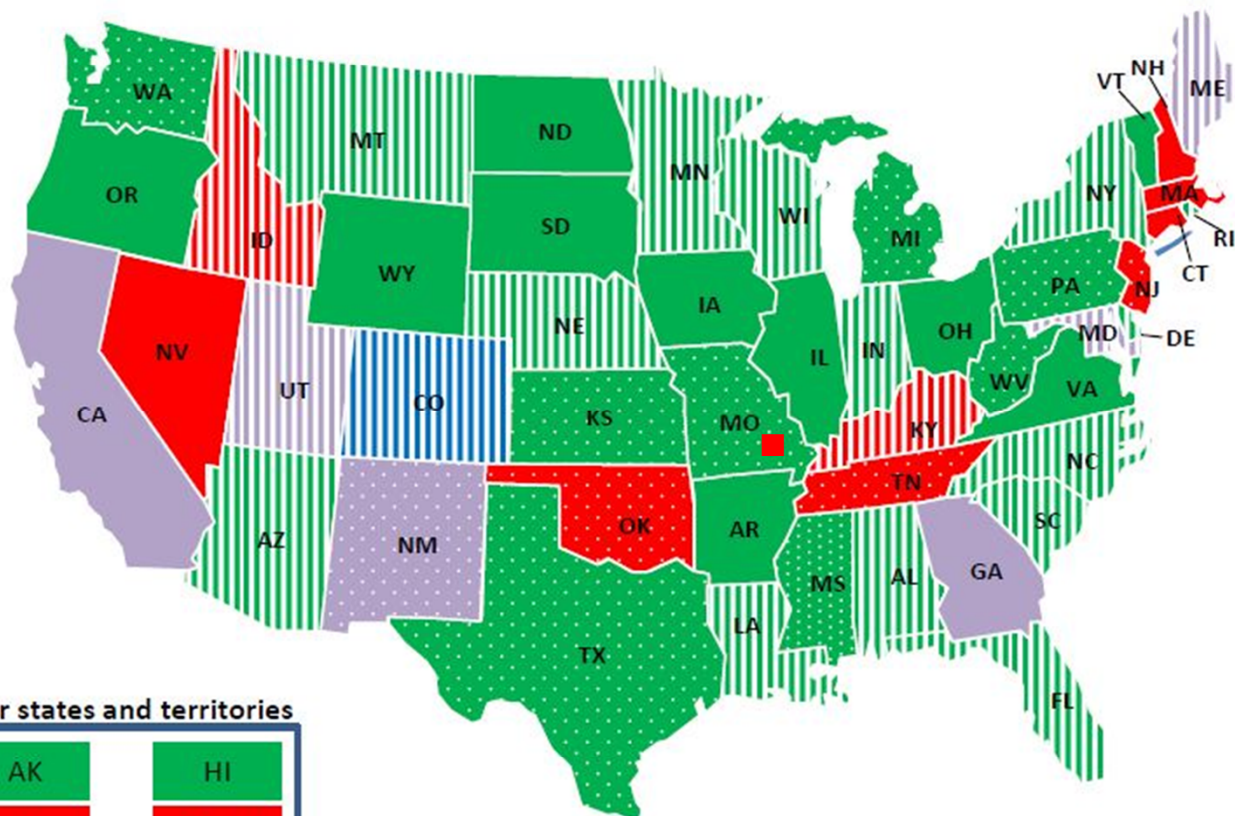 NH
VT
ME
WA
MT
ND
MN
OR
ID
SD
WI
NY
MA
MI
RI
WY
CT
PA
NJ
IA
NE
NV
OH
MD
DE
UT
IL
IN
CO
WV
VA
CA
KS
MO
KY
NC
TN
AZ
NM
OK
AR
SC
MS
AL
GA
LA
TX
FL
r states and territories
AK
HI